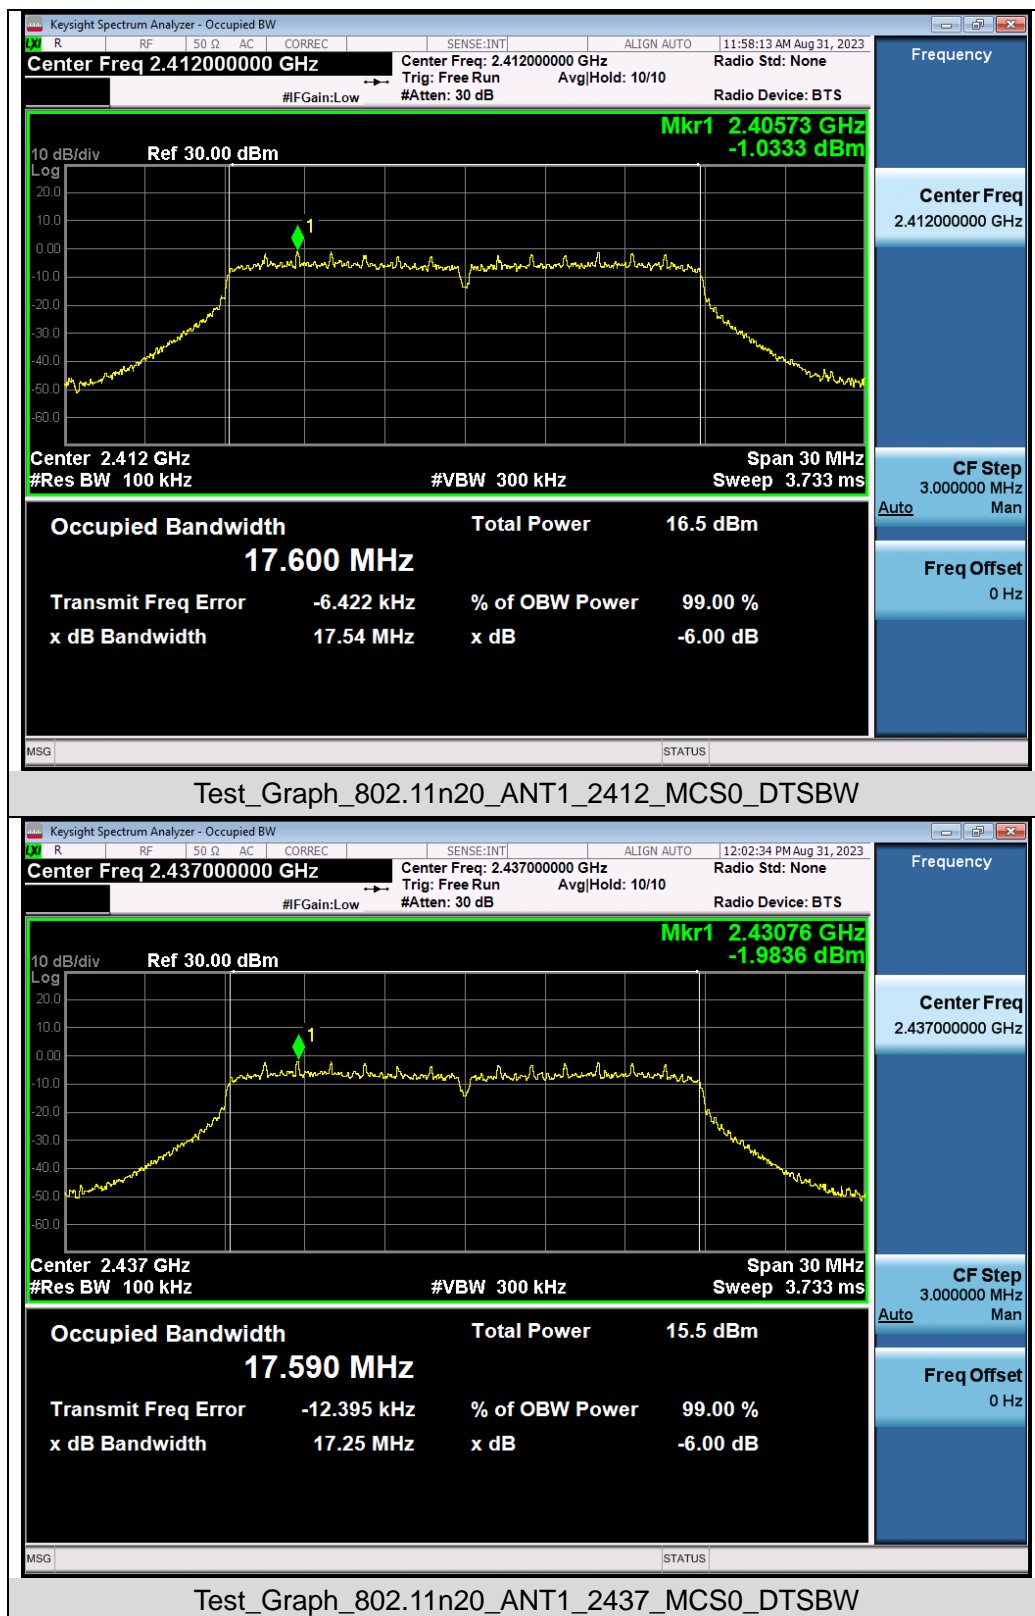 Keysight Spectrum Analyzer - Occupied BW
LXI R RF 50 Ω AC CORREC SENSE:INT ALIGN AUTO 11:58:13 AM Aug 31, 2023
Center Freq 2.412000000 GHz
Center Freq: 2.412000000 GHz Radio Std: None
Trig: Free Run Avg|Hold: 10/10
#IFGain:Low #Atten: 30 dB Radio Device: BTS
Frequency
Mkr1 2.40573 GHz
-1.0333 dBm
10 dB/div Ref 30.00 dBm
Log
20.0
10.0
0.00
-10.0
-20.0
-30.0
-40.0
-50.0
-60.0
1
Center Freq
2.412000000 GHz
Center 2.412 GHz Span 30 MHz
#Res BW 100 kHz #VBW 300 kHz Sweep 3.733 ms
CF Step
3.000000 MHz
Auto Man
Occupied Bandwidth Total Power 16.5 dBm
17.600 MHz
Freq Offset
0 Hz
Transmit Freq Error -6.422 kHz % of OBW Power 99.00 %
x dB Bandwidth 17.54 MHz x dB -6.00 dB
MSG STATUS
Test_Graph_802.11n20_ANT1_2412_MCS0_DTSBW
Keysight Spectrum Analyzer - Occupied BW
LXI R RF 50 Ω AC CORREC SENSE:INT ALIGN AUTO 12:02:34 PM Aug 31, 2023
Center Freq 2.437000000 GHz
Center Freq: 2.437000000 GHz Radio Std: None
Trig: Free Run Avg|Hold: 10/10
#IFGain:Low #Atten: 30 dB Radio Device: BTS
Frequency
Mkr1 2.43076 GHz
-1.9836 dBm
10 dB/div Ref 30.00 dBm
Log
20.0
10.0
0.00
-10.0
-20.0
-30.0
-40.0
-50.0
-60.0
1
Center Freq
2.437000000 GHz
Center 2.437 GHz Span 30 MHz
#Res BW 100 kHz #VBW 300 kHz Sweep 3.733 ms
CF Step
3.000000 MHz
Auto Man
Occupied Bandwidth Total Power 15.5 dBm
17.590 MHz
Freq Offset
0 Hz
Transmit Freq Error -12.395 kHz % of OBW Power 99.00 %
x dB Bandwidth 17.25 MHz x dB -6.00 dB
MSG STATUS
Test_Graph_802.11n20_ANT1_2437_MCS0_DTSBW